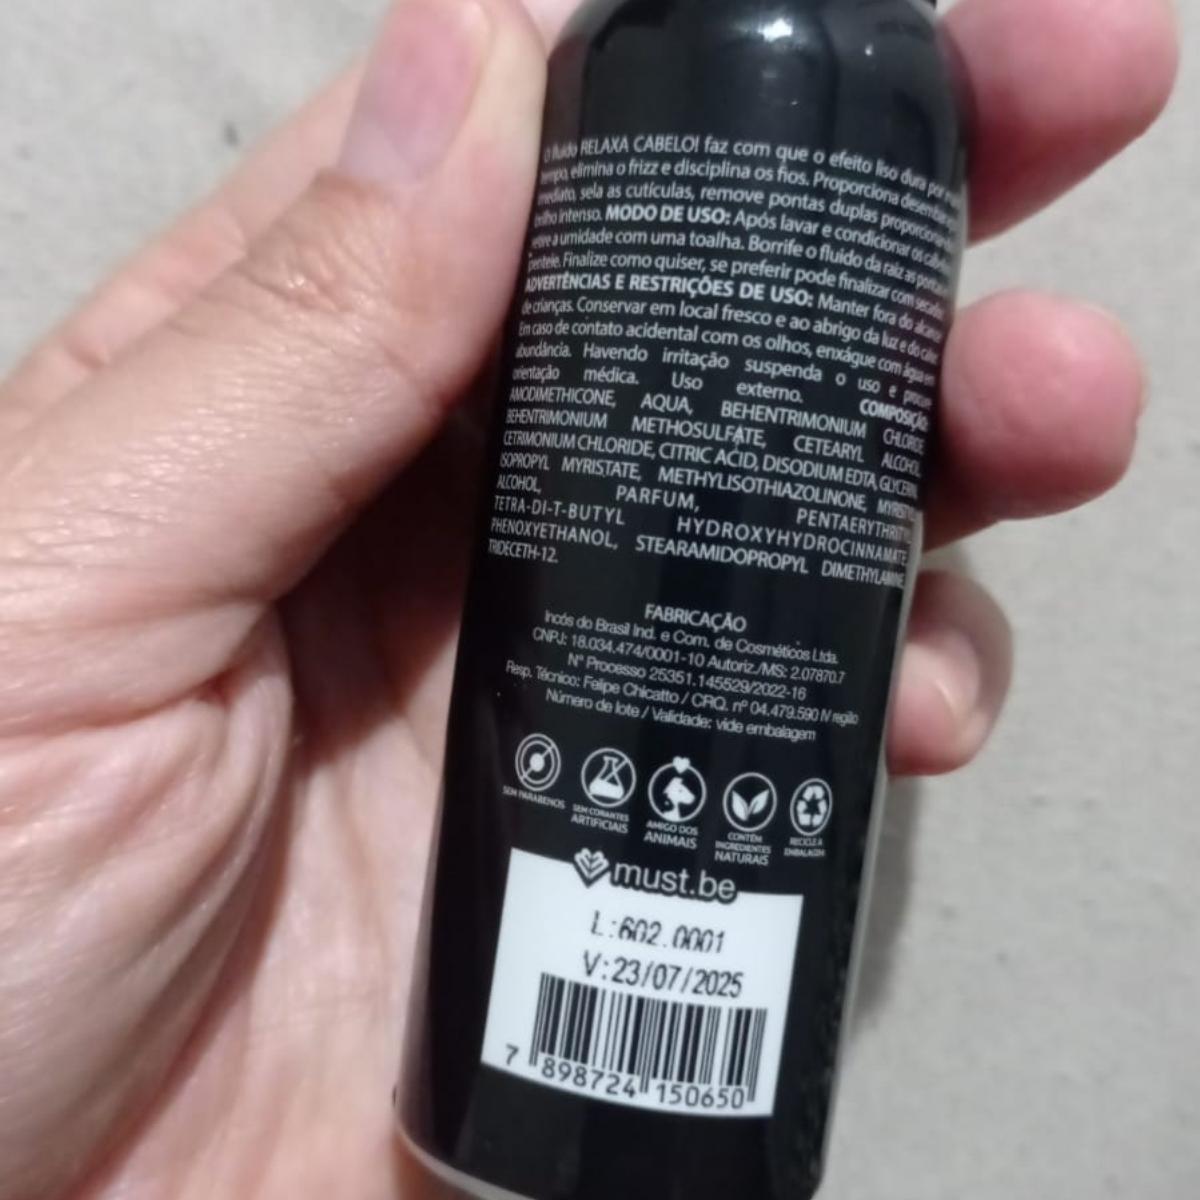 O fluido RELAXA CABELO! faz com que o efeito liso dura por
tempo, elimina o frizz e disciplina os fios. Proporciona
imediato, sela as cutículas, remove pontas duplas
brilho intenso. MODO DE USO: Após lavar e condicionar os
retire a umidade com uma toalha. Borrife o fluido da raiz as pontas
penteie. Finalize como quiser, se preferir pode finalizar com
ADVERTÊNCIAS E RESTRIÇÕES DE USO: Manter fora do alcance
de crianças. Conservar em local fresco e ao abrigo da luz e do calor.
Em caso de contato acidental com os olhos, enxágue com água em
abundância. Havendo irritação suspenda o uso e procure
orientação médica. Uso externo. COMPOSIÇÃO:
AMODIMETHICONE, AQUA, BEHENTRIMONIUM CHLORIDE
BEHENTRIMONIUM METHOSULFATE, CETEARYL ALCOHOL,
CETRIMONIUM CHLORIDE, CITRIC ACID, DISODIUM EDTA, GLYCERIN,
ISOPROPYL MYRISTATE, METHYLISOTHIAZOLINONE, MYRISTYL
ALCOHOL, PARFUM, PENTAERYTHRITYL
TETRA-DI-T-BUTYL HYDROXYHYDROCINNAMATE,
PHENOXYETHANOL, STEARAMIDOPROPYL DIMETHYLAMINE,
TRIDECETH-12.
FABRICAÇÃO
Incós do Brasil Ind. e Com. de Cosméticos Ltda.
CNPJ: 18.034.474/0001-10 Autoriz./MS: 2.07870.7
Nº Processo 25351.145529/2022-16
Resp. Técnico: Felipe Chicatto / CRQ. nº 04.479.590 IV região
Número de lote / Validade: vide embalagem
SEM PARABENOS
SEM CORANTES
ARTIFICIAIS
AMIGO DOS
ANIMAIS
CONTÉM
INGREDIENTES
NATURAIS
RECICLE A
EMBALAGEM
must.be
L:602.0001
V:23/07/2025
7 898724 150650